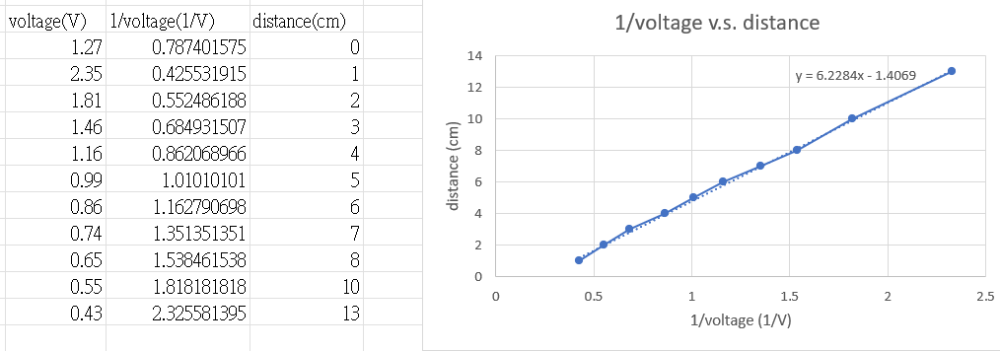 voltage(V) 1/voltage(1/V) distance(cm)
1.27 0.787401575 0
2.35 0.425531915 1
1.81 0.552486188 2
1.46 0.684931507 3
1.16 0.862068966 4
0.99 1.01010101 5
0.86 1.162790698 6
0.74 1.351351351 7
0.65 1.538461538 8
0.55 1.818181818 10
0.43 2.325581395 13
1/voltage v.s. distance
y = 6.2284x - 1.4069
distance (cm)
14
12
10
8
6
4
2
0
0 0.5 1 1.5 2 2.5
1/voltage (1/V)